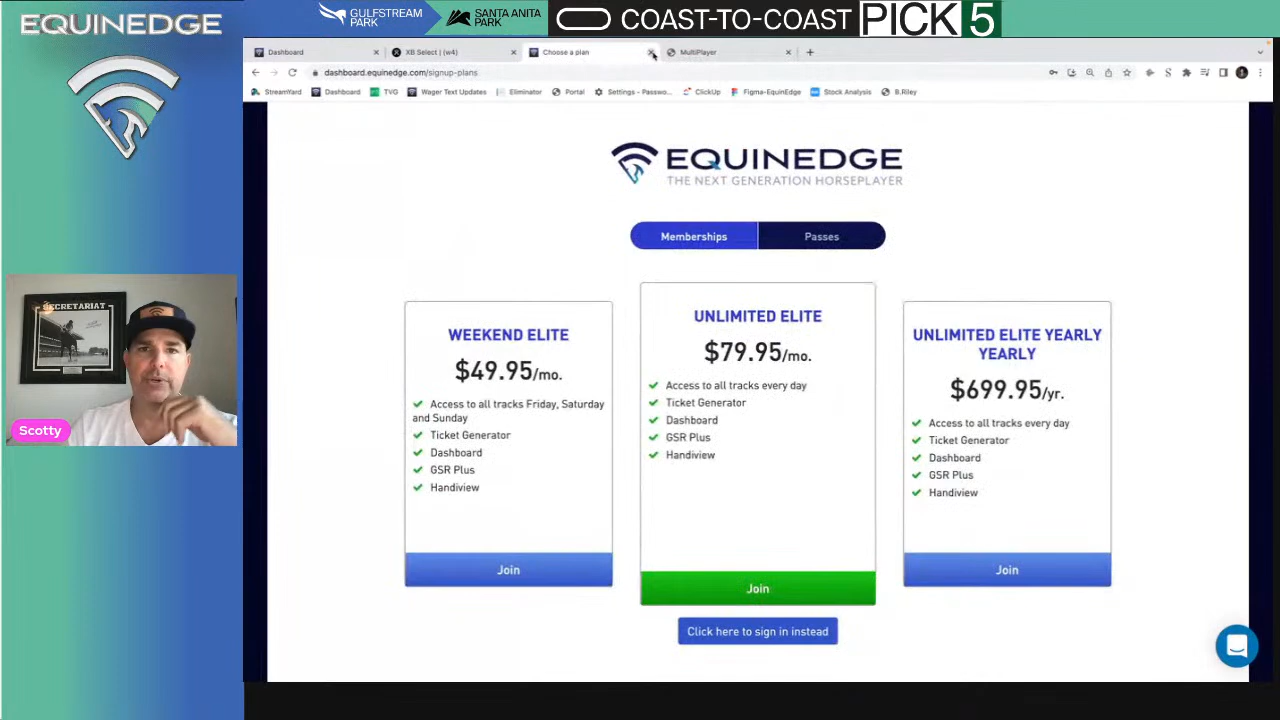 EQUINEDGE
GULFSTREAM
PARK
SANTA ANITA
PARK
COAST-TO-COAST PICK 5
Dashboard
XB Select | (w4)
Choose a plan
MultiPlayer
dashboard.equinedge.com/signup-plans
StreamYard
Dashboard
TVG
Wager Text Updates
Eliminator
Portal
Settings - Passwo...
ClickUp
Figma-EquinEdge
Stock Analysis
B.Riley
EQUINEDGE
THE NEXT GENERATION HORSEPLAYER
Memberships
Passes
WEEKEND ELITE
$49.95/mo.
Access to all tracks Friday, Saturday
and Sunday
Ticket Generator
Dashboard
GSR Plus
Handiview
Join
UNLIMITED ELITE
$79.95/mo.
Access to all tracks every day
Ticket Generator
Dashboard
GSR Plus
Handiview
Join
UNLIMITED ELITE YEARLY
YEARLY
$699.95/yr.
Access to all tracks every day
Ticket Generator
Dashboard
GSR Plus
Handiview
Join
Click here to sign in instead
SECRETARIAT
Scotty